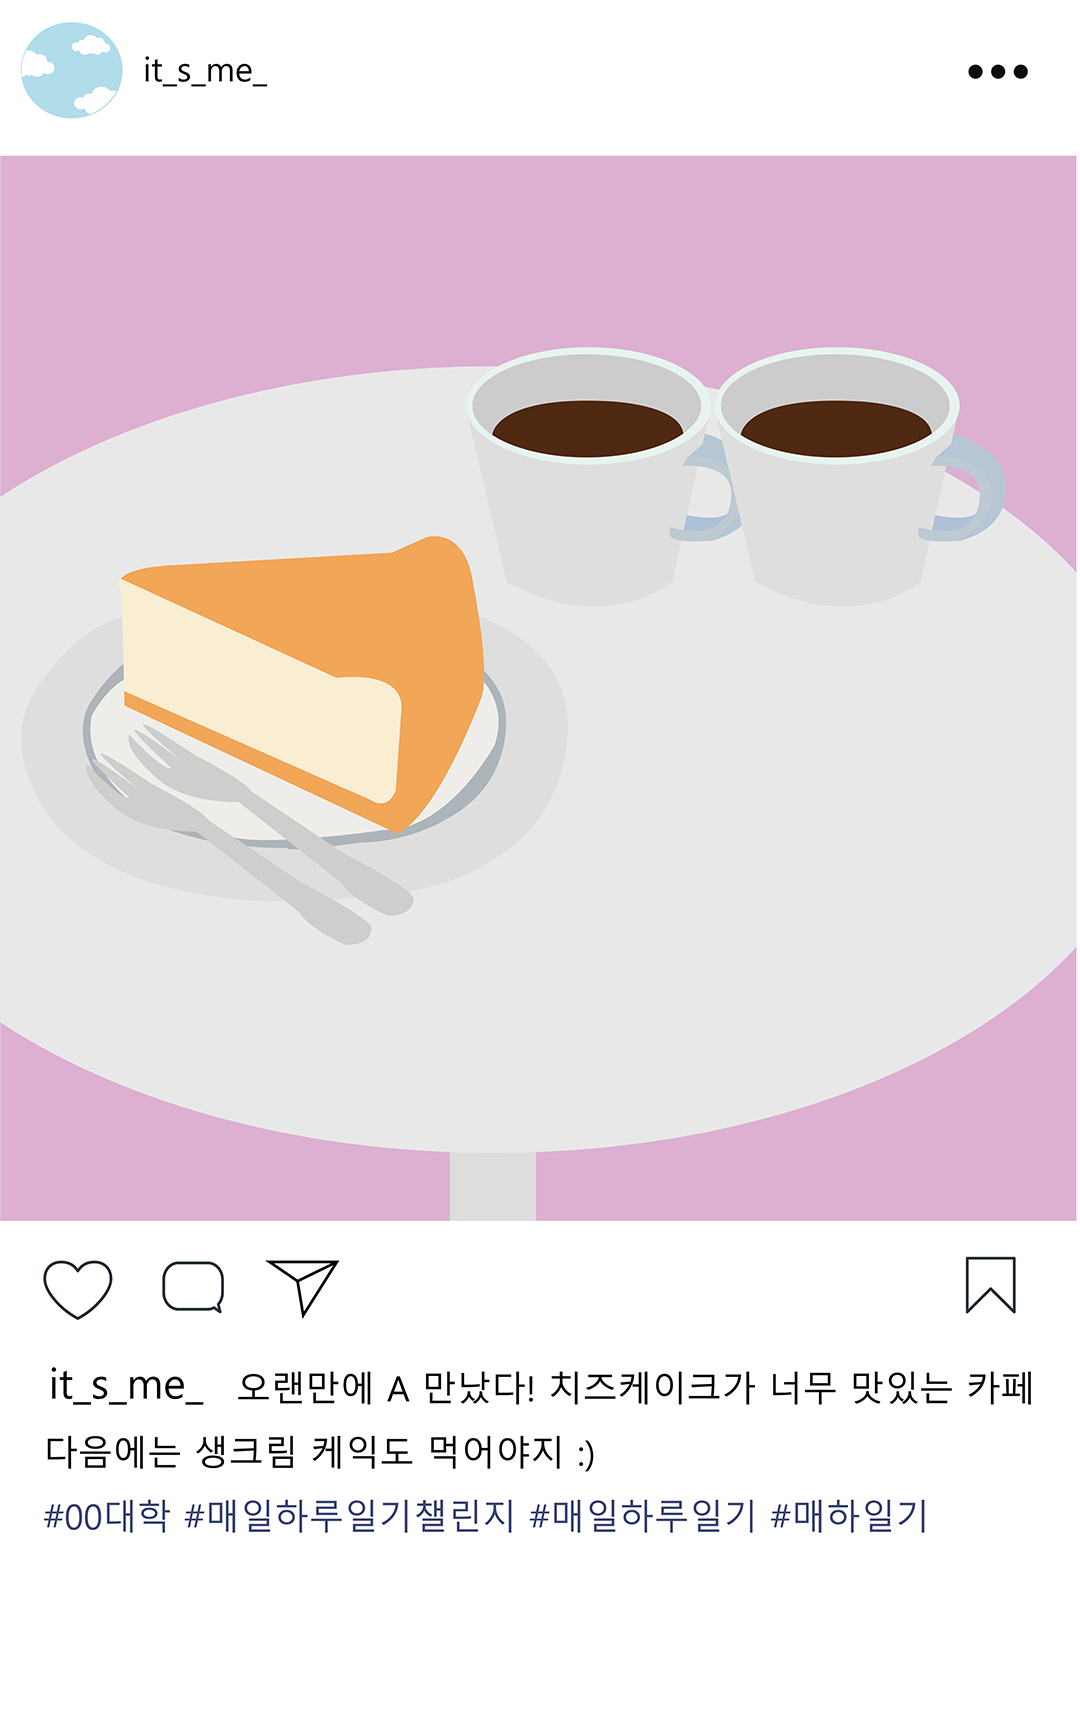 it_s_me_
it_s_me_ 오랜만에 A 만났다! 치즈케이크가 너무 맛있는 카페
다음에는 생크림 케익도 먹어야지 :)
#00대학 #매일하루일기챌린지 #매일하루일기 #매하일기